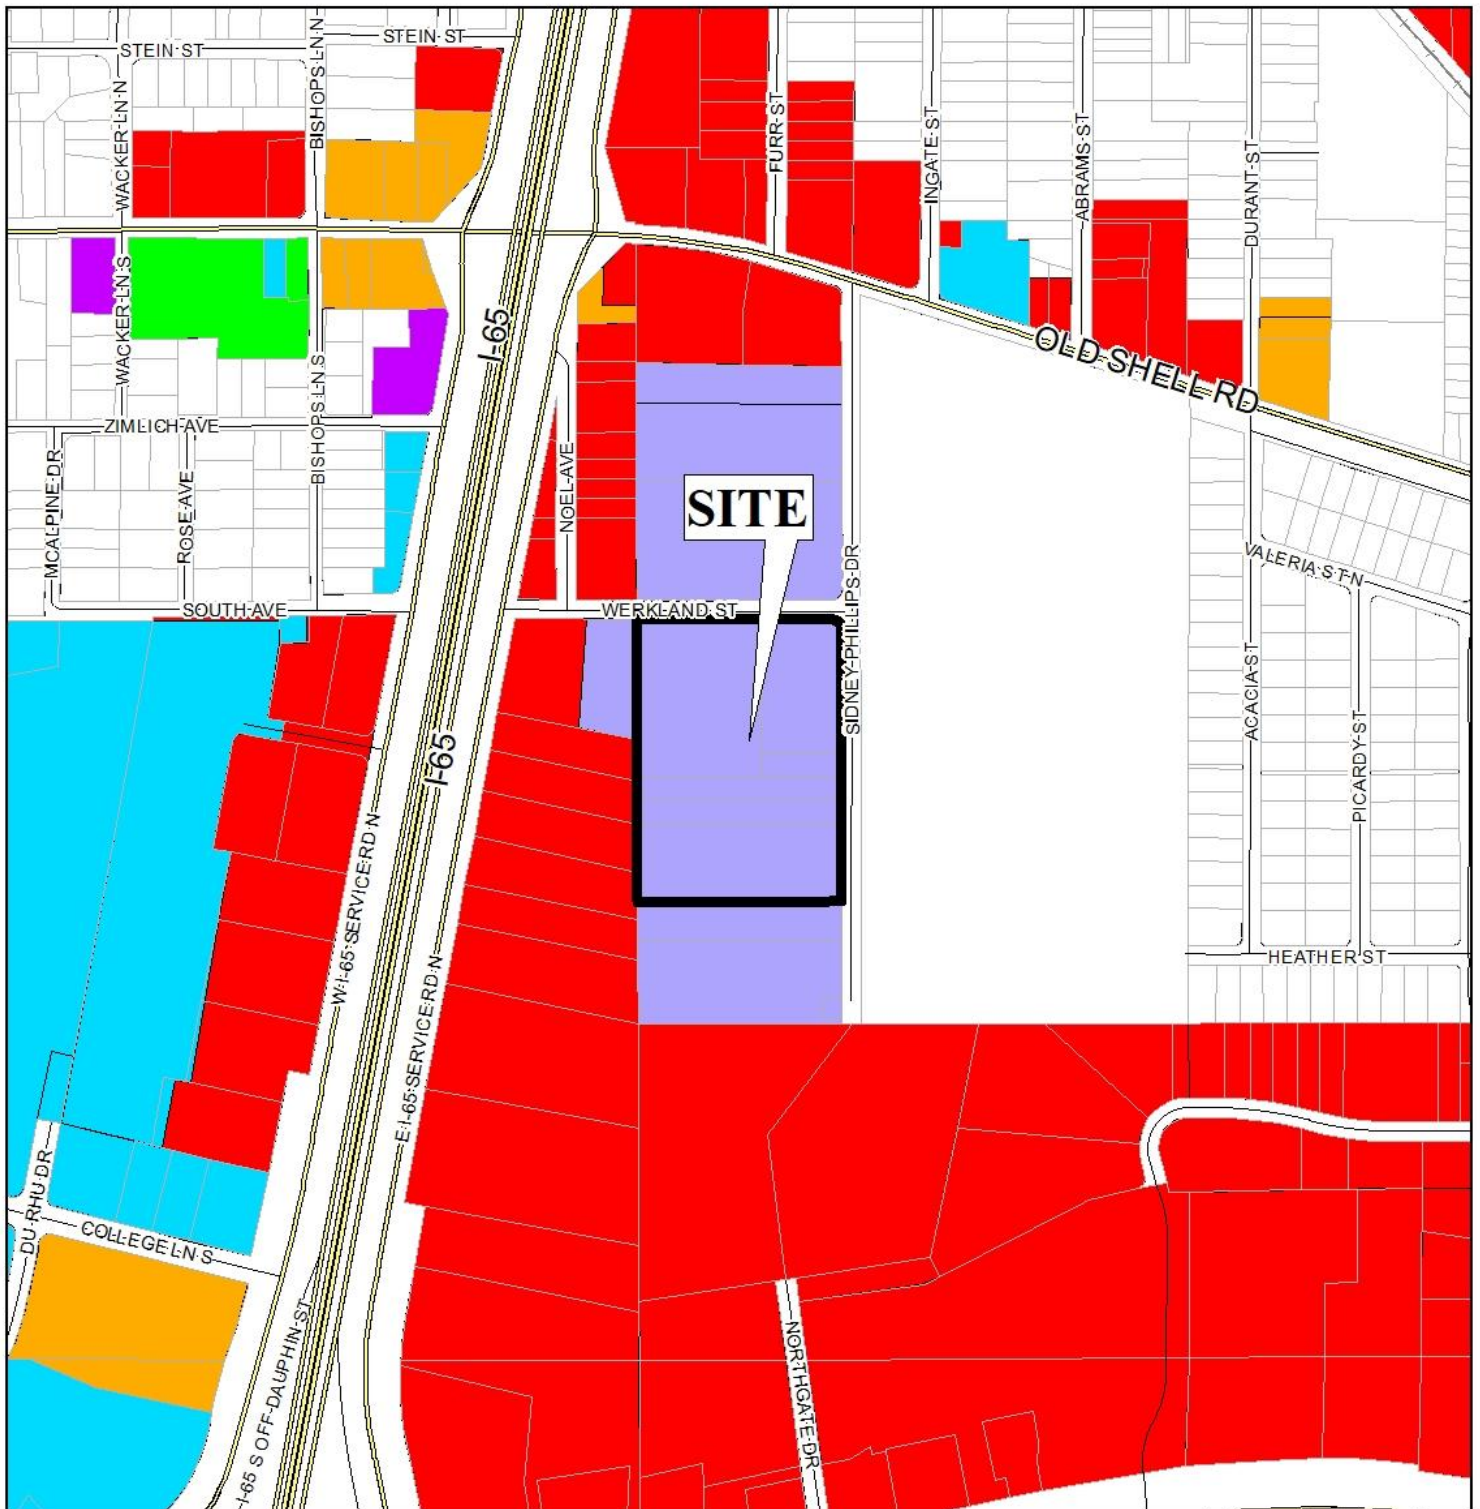 STEIN ST
STEIN ST
WACKER LN N
BISHOPS LN N
FURR ST
INGATE ST
ABRAMS ST
DURANT ST
WACKER LN S
BISHOPS LN S
I-65
OLD SHELL RD
ZIMLICH AVE
MCALPINE DR
ROSE AVE
NOEL AVE
SITE
SIDNEY PHILLIPS DR
VALERIA ST N
SOUTH AVE
WERKLAND ST
ACACIA ST
PICARDY ST
I-65
W I-65 SERVICE RD N
E I-65 SERVICE RD N
HEATHER ST
DU RHU DR
COLLEGE LN S
I-65 S OFF DAUPHIN ST
NORTHGATE DR